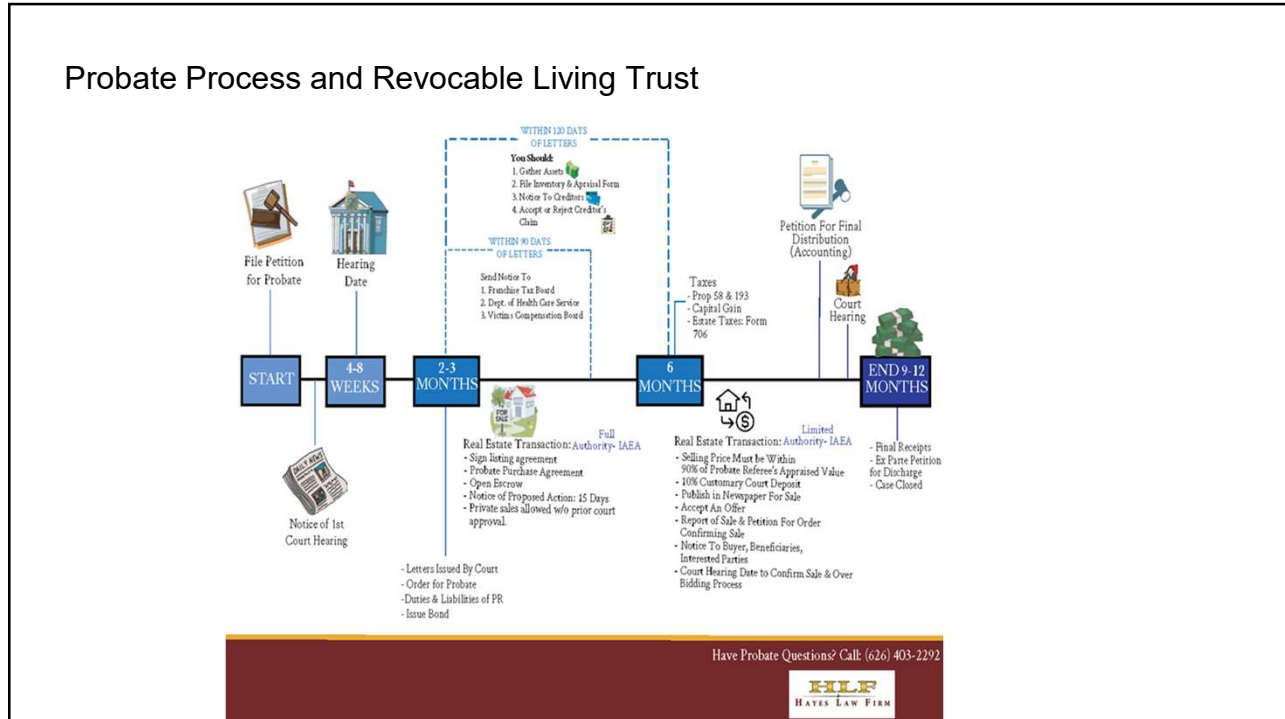 Probate Process and Revocable Living Trust
WITHIN 120 DAYS
OF LETTERS
You Should:
1. Gather Assets
2. File Inventory & Apraisal Form
3. Notice To Creditors
4. Accept or Reject Creditor's
Claim
WITHIN 90 DAYS
OF LETTERS
Send Notice To
1. Franchise Tax Board
2. Dept. of Health Care Service
3. Victims Compensation Board
File Petition
for Probate
Hearing
Date
Taxes
- Prop 58 & 193
- Capital Gain
- Estate Taxes: Form
706
Petition For Final
Distribution
(Accounting)
Court
Hearing
START
4-8
WEEKS
2-3
MONTHS
6
MONTHS
END 9-12
MONTHS
FOR
SALE
DAILY NEWS
Notice of 1st
Court Hearing
- Letters Issued By Court
- Order for Probate
-Duties & Liabilities of PR
- Issue Bond
Full
Real Estate Transaction: Authority- IAEA
- Sign listing agreement
- Probate Purchase Agreement
- Open Escrow
- Notice of Proposed Action: 15 Days
- Private sales allowed w/o prior court
approval.
Limited
Real Estate Transaction: Authority- IAEA
- Selling Price Must be Within
90% of Probate Referee's Appraised Value
- 10% Customary Court Deposit
- Publish in Newspaper For Sale
- Accept An Offer
- Report of Sale & Petition For Order
Confirming Sale
- Notice To Buyer, Beneficiaries,
Interested Parties
- Court Hearing Date to Confirm Sale & Over
Bidding Process
- Final Receipts
- Ex Parte Petition
for Discharge
- Case Closed
Have Probate Questions? Call: (626) 403-2292
HLF
HAYES LAW FIRM